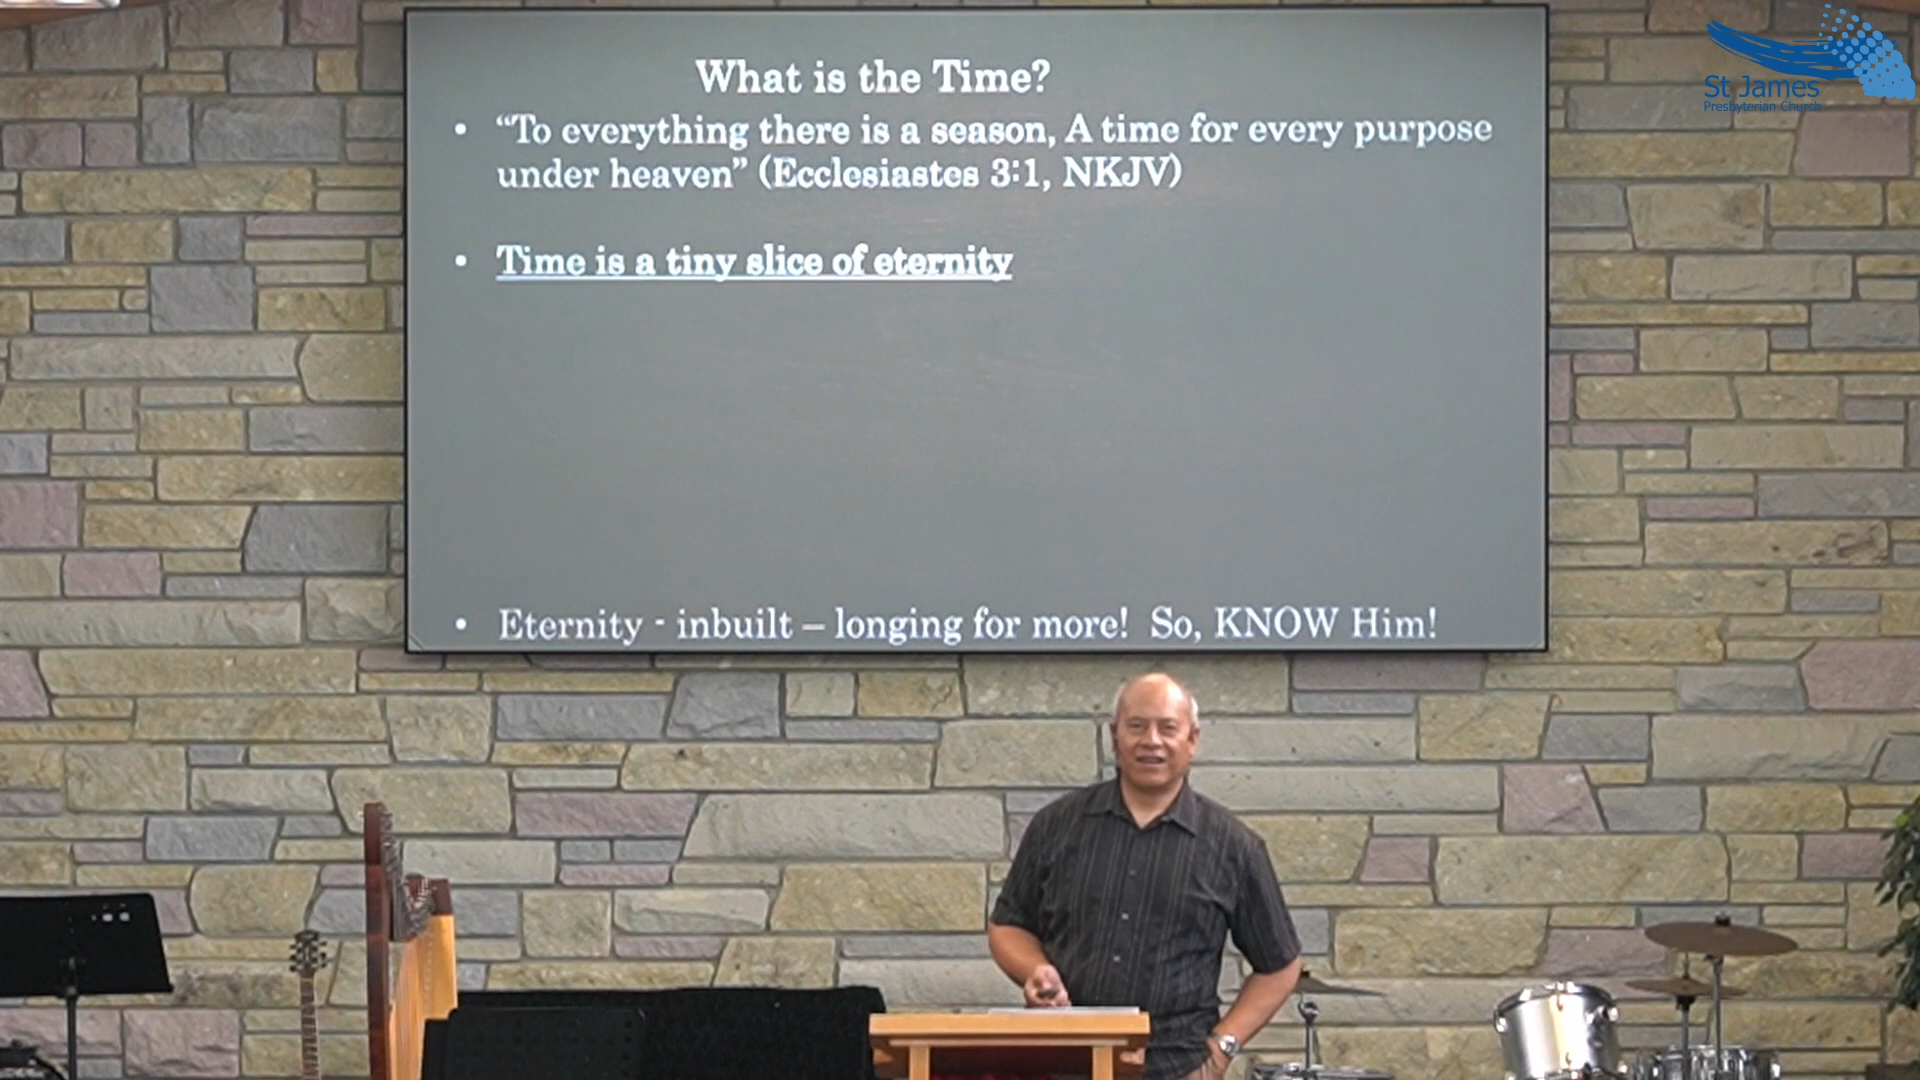 What is the Time?
• “To everything there is a season, A time for every purpose
under heaven” (Ecclesiastes 3:1, NKJV)
• Time is a tiny slice of eternity
• Eternity - inbuilt – longing for more! So, KNOW Him!
St James
Presbyterian Church